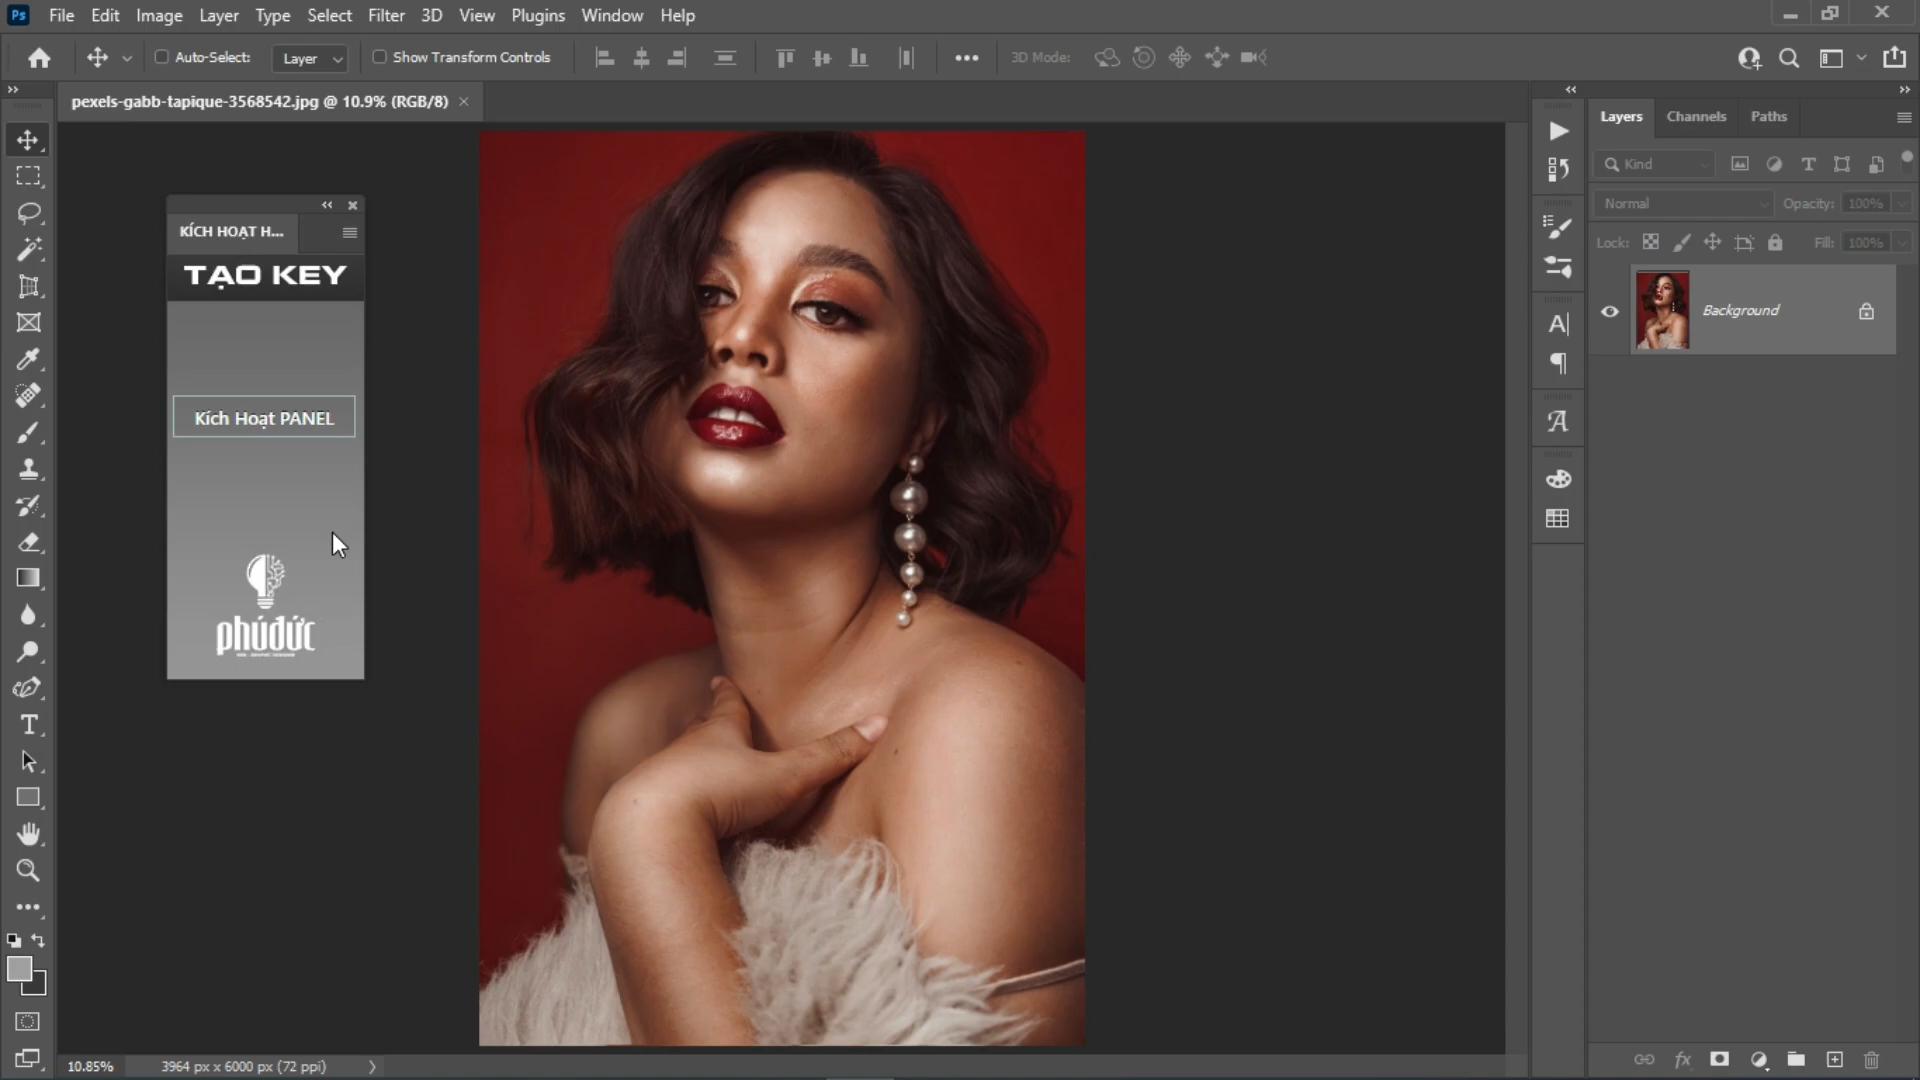 Ps File Edit Image Layer Type Select Filter 3D View Plugins Window Help
Auto-Select: Layer Show Transform Controls 3D Mode:
pexels-gabb-tapique-3568542.jpg @ 10.9% (RGB/8)
KÍCH HOẠT H...
TẠO KEY
Kích Hoạt PANEL
phúđức
Layers Channels Paths
Kind
Normal Opacity: 100%
Lock: Fill: 100%
Background
10.85% 3964 px x 6000 px (72 ppi)